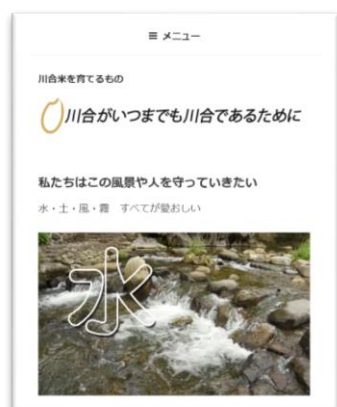 ≡ メニュー
川合米を育てるもの
川合がいつまでも川合であるために
私たちはこの風景や人を守っていきたい
水・土・風・霧　すべてが愛おしい
水